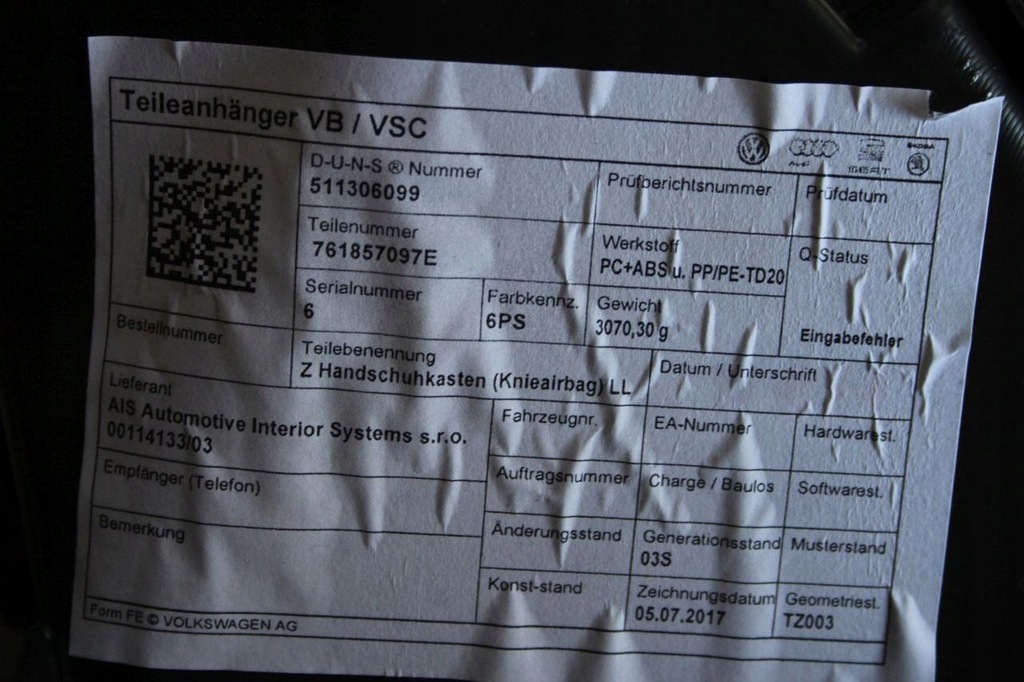 Teileanhänger VB / VSC
Audi SEAT SKODA
D-U-N-S ® Nummer
511306099
Prüfberichtsnummer
Prüfdatum
Teilenummer
761857097E
Werkstoff
PC+ABS u. PP/PE-TD20
Q-Status
Eingabefehler
Serialnummer
6
Farbkennz.
6PS
Gewicht
3070,30 g
Bestellnummer
Teilebenennung
Z Handschuhkasten (Knieairbag) LL
Datum / Unterschrift
Lieferant
AIS Automotive Interior Systems s.r.o.
00114133/03
Fahrzeugnr.
EA-Nummer
Hardwarest.
Empfänger (Telefon)
Auftragsnummer
Charge / Baulos
Softwarest.
Bemerkung
Änderungsstand
Generationsstand
03S
Musterstand
Konst-stand
Zeichnungsdatum
05.07.2017
Geometriest.
TZ003
Form FE © VOLKSWAGEN AG